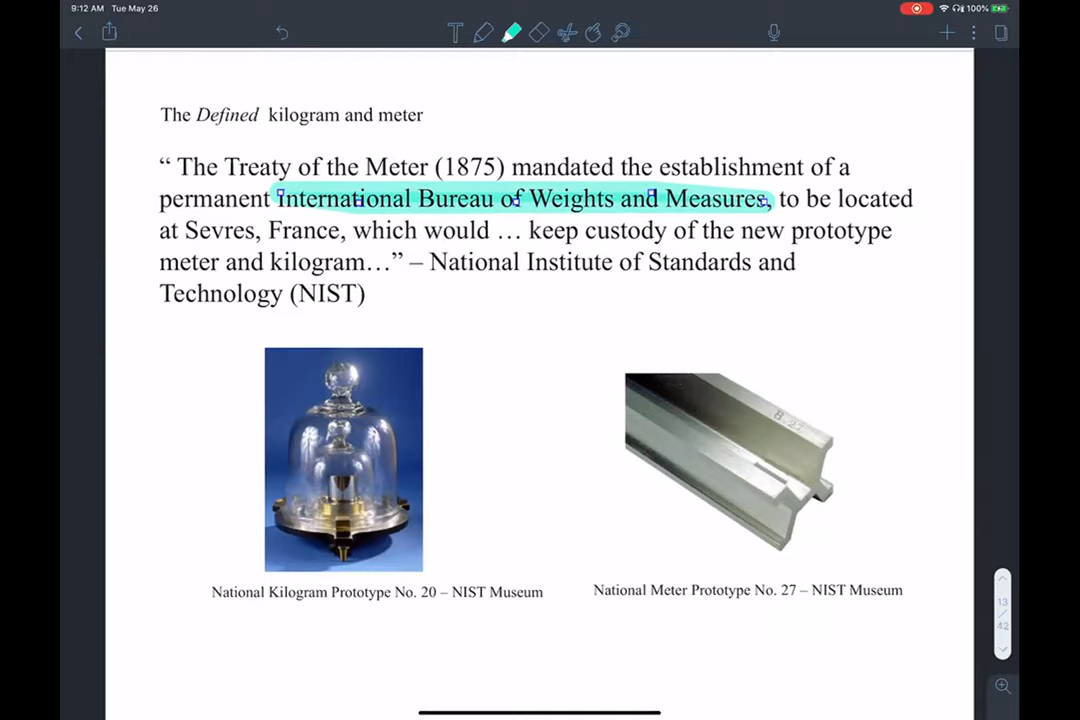 9:12 AM Tue May 26
100%
The Defined kilogram and meter
“ The Treaty of the Meter (1875) mandated the establishment of a
permanent International Bureau of Weights and Measures, to be located
at Sevres, France, which would … keep custody of the new prototype
meter and kilogram…” – National Institute of Standards and
Technology (NIST)
National Kilogram Prototype No. 20 – NIST Museum
National Meter Prototype No. 27 – NIST Museum
13
/
42